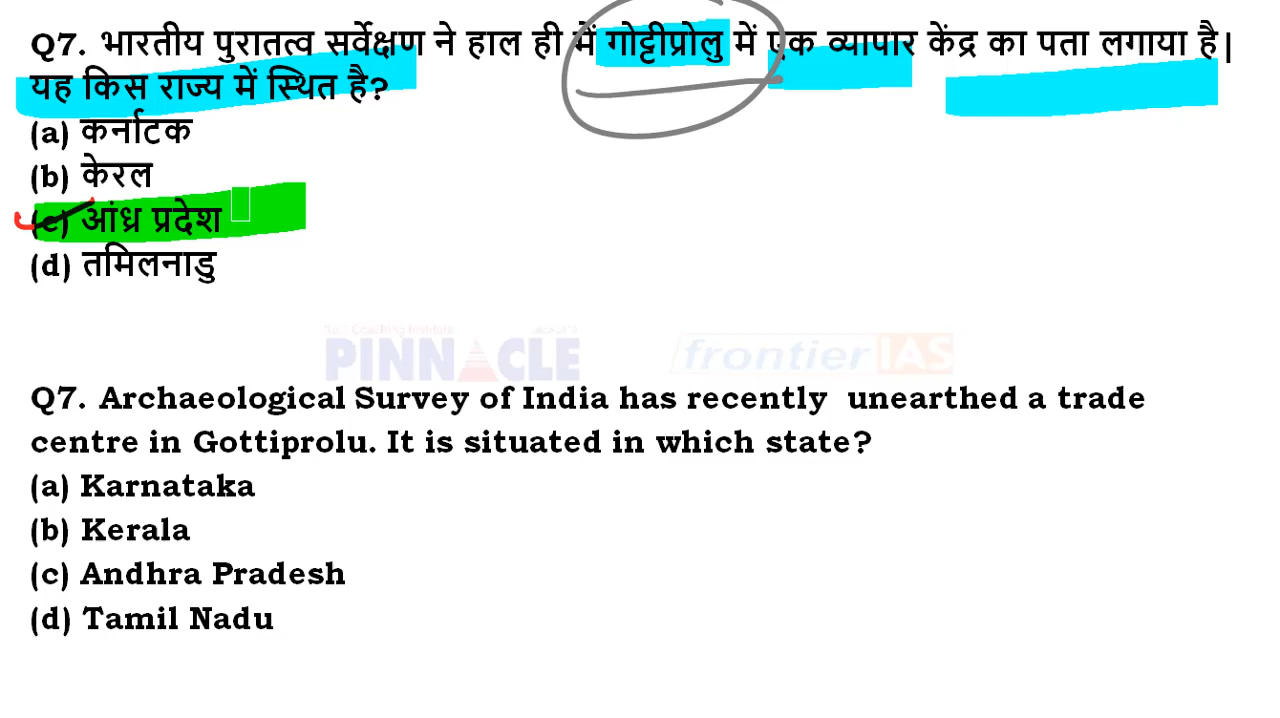 Q7. भारतीय पुरातत्व सर्वेक्षण ने हाल ही में गोट्टीप्रोलु में एक व्यापार केंद्र का पता लगाया है|
यह किस राज्य में स्थित है?
(a) कर्नाटक
(b) केरल
(c) आंध्र प्रदेश
(d) तमिलनाडु
PINNACLE
frontier IAS
Q7. Archaeological Survey of India has recently unearthed a trade
centre in Gottiprolu. It is situated in which state?
(a) Karnataka
(b) Kerala
(c) Andhra Pradesh
(d) Tamil Nadu